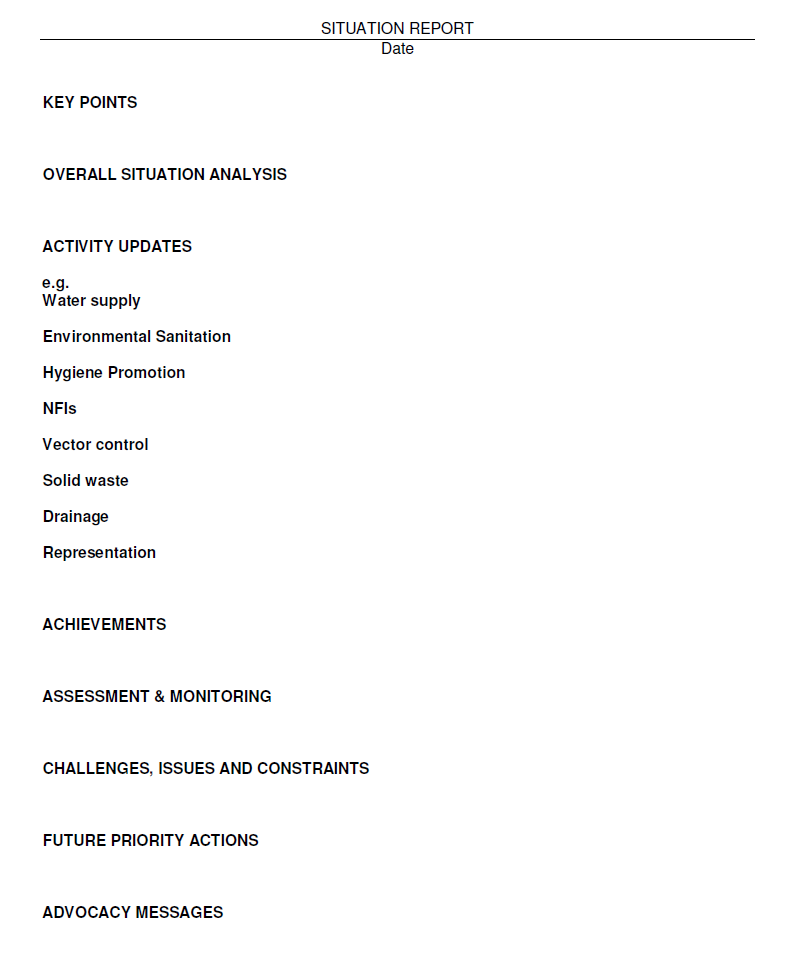 SITUATION REPORT
Date
KEY POINTS
OVERALL SITUATION ANALYSIS
ACTIVITY UPDATES
e.g.
Water supply
Environmental Sanitation
Hygiene Promotion
NFIs
Vector control
Solid waste
Drainage
Representation
ACHIEVEMENTS
ASSESSMENT & MONITORING
CHALLENGES, ISSUES AND CONSTRAINTS
FUTURE PRIORITY ACTIONS
ADVOCACY MESSAGES